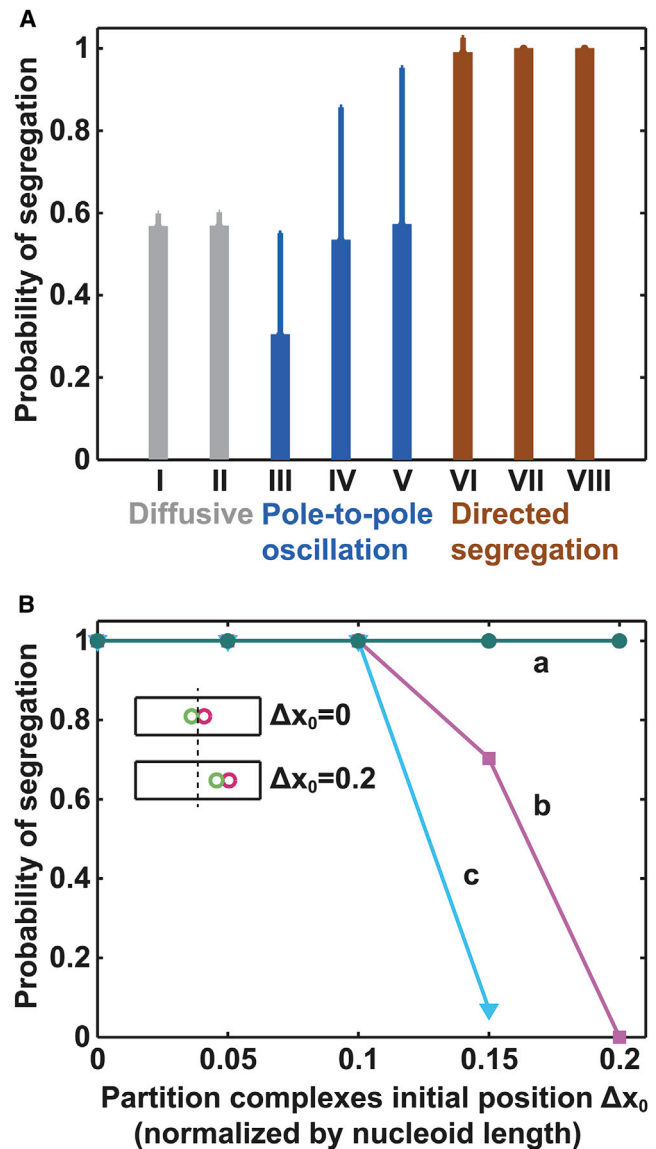 A
Probability of segregation
1
0.8
0.6
0.4
0.2
0
I II III IV V VI VII VIII
Diffusive Pole-to-pole oscillation Directed segregation
B
Probability of segregation
1
0.8
0.6
0.4
0.2
0
a
b
c
Δx₀=0
Δx₀=0.2
0 0.05 0.1 0.15 0.2
Partition complexes initial position Δx₀
(normalized by nucleoid length)